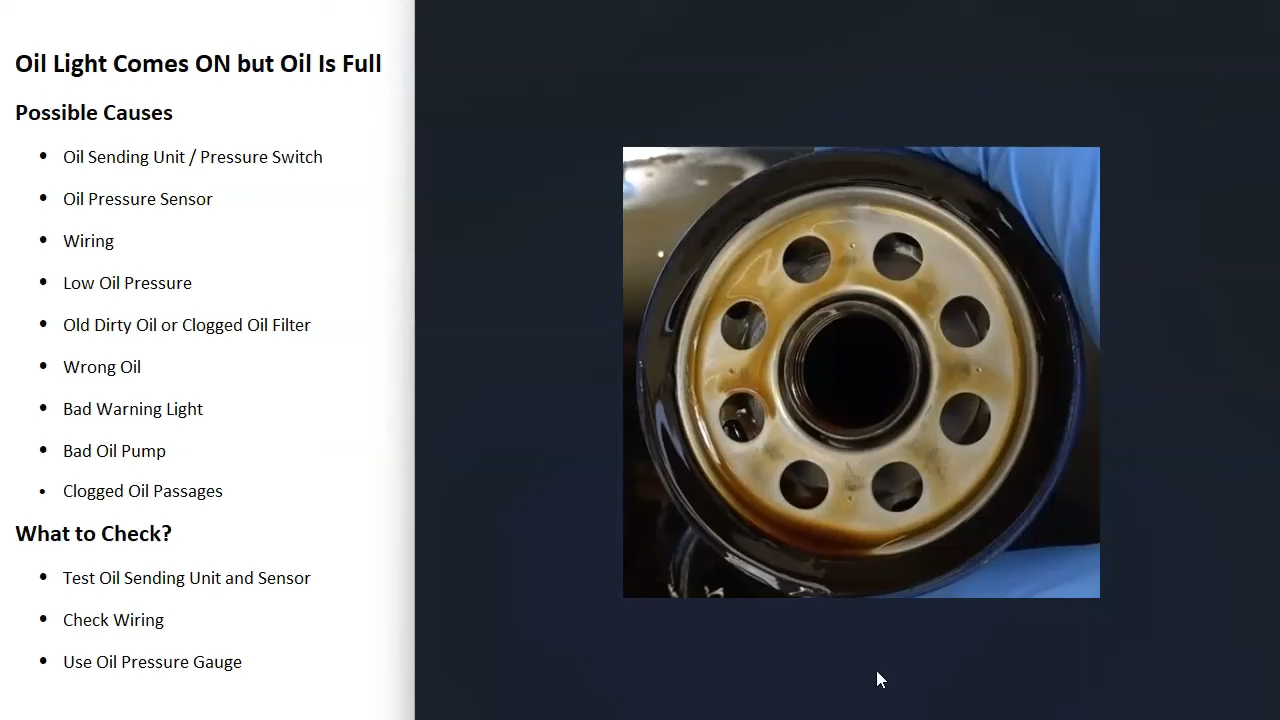 Oil Light Comes ON but Oil Is Full
Possible Causes
• Oil Sending Unit / Pressure Switch
• Oil Pressure Sensor
• Wiring
• Low Oil Pressure
• Old Dirty Oil or Clogged Oil Filter
• Wrong Oil
• Bad Warning Light
• Bad Oil Pump
• Clogged Oil Passages
What to Check?
• Test Oil Sending Unit and Sensor
• Check Wiring
• Use Oil Pressure Gauge